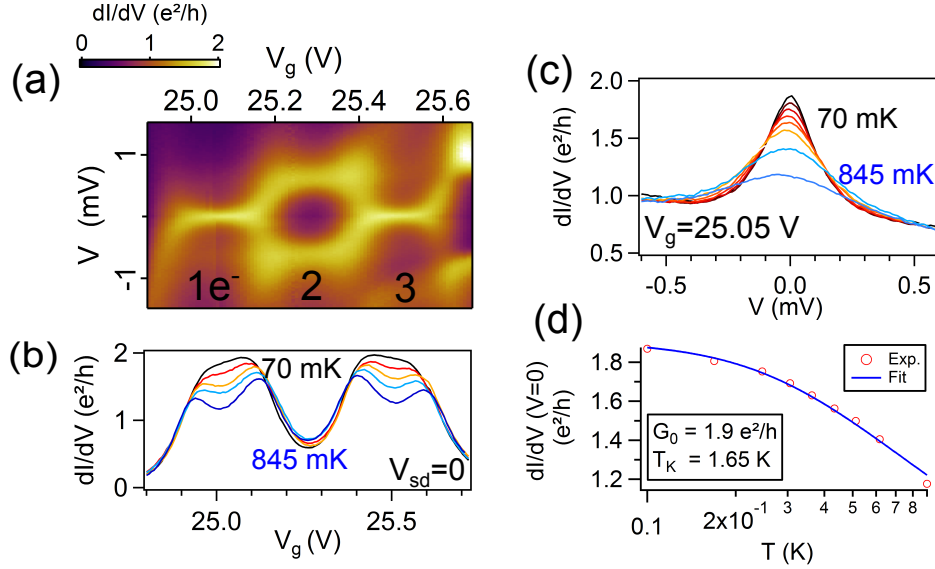 dI/dV (e²/h)
0 1 2
(a)
V_g (V)
25.0 25.2 25.4 25.6
V (mV)
1
0
-1
1e⁻ 2 3
(b)
dI/dV (e²/h)
2
1
0
70 mK
845 mK
V_sd=0
25.0 25.5
V_g (V)
(c)
dI/dV (e²/h)
2.0
1.5
1.0
0.5
70 mK
845 mK
V_g=25.05 V
-0.5 0.0 0.5
V (mV)
(d)
dI/dV (V=0)
(e²/h)
1.8
1.6
1.4
1.2
Exp.
Fit
G₀ = 1.9 e²/h
T_K = 1.65 K
0.1 2x10⁻¹ 3 4 5 6 7 8
T (K)